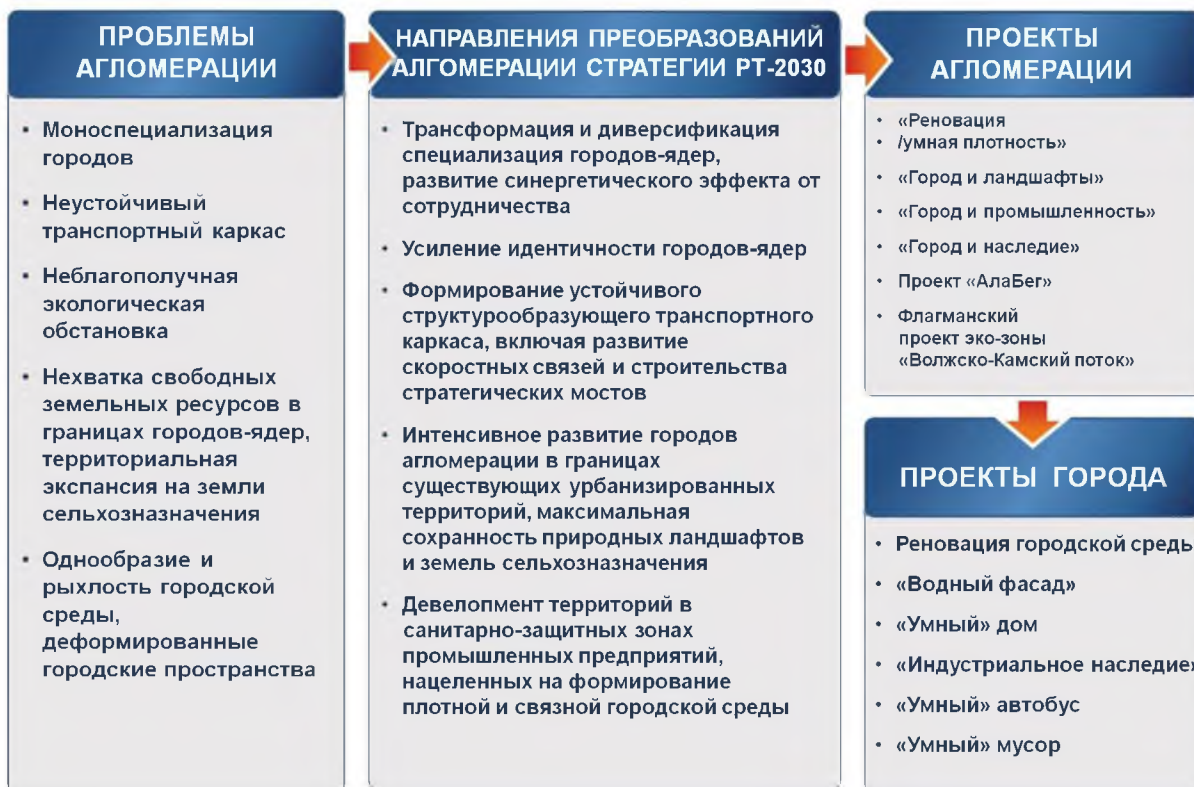 ПРОБЛЕМЫ
АГЛОМЕРАЦИИ
• Моноспециализация
городов
• Неустойчивый
транспортный каркас
• Неблагополучная
экологическая
обстановка
• Нехватка свободных
земельных ресурсов в
границах городов-ядер,
территориальная
экспансия на земли
сельхозназначения
• Однообразие и
рыхлость городской
среды,
деформированные
городские пространства
НАПРАВЛЕНИЯ ПРЕОБРАЗОВАНИЙ
АЛГОМЕРАЦИИ СТРАТЕГИИ РТ-2030
• Трансформация и диверсификация
специализация городов-ядер,
развитие синергетического эффекта от
сотрудничества
• Усиление идентичности городов-ядер
• Формирование устойчивого
структурообразующего транспортного
каркаса, включая развитие
скоростных связей и строительства
стратегических мостов
• Интенсивное развитие городов
агломерации в границах
существующих урбанизированных
территорий, максимальная
сохранность природных ландшафтов
и земель сельхозназначения
• Девелопмент территорий в
санитарно-защитных зонах
промышленных предприятий,
нацеленных на формирование
плотной и связной городской среды
ПРОЕКТЫ
АГЛОМЕРАЦИИ
• «Реновация
• /умная плотность»
• «Город и ландшафты»
• «Город и промышленность»
• «Город и наследие»
• Проект «АлаБег»
• Флагманский
проект эко-зоны
«Волжско-Камский поток»
ПРОЕКТЫ ГОРОДА
• Реновация городской среды
• «Водный фасад»
• «Умный» дом
• «Индустриальное наследие»
• «Умный» автобус
• «Умный» мусор